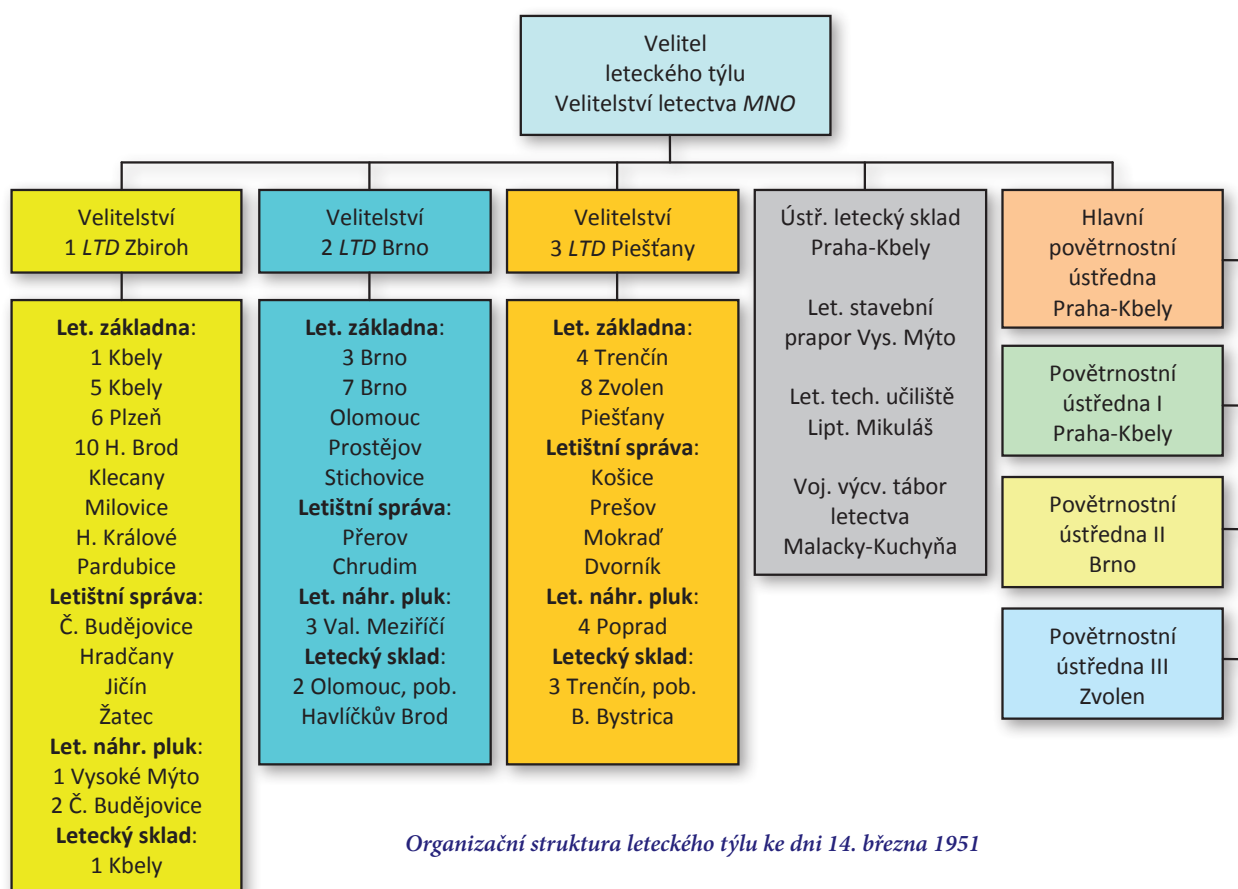 Velitel
leteckého týlu
Velitelství letectva MNO
Velitelství
1 LTD Zbiroh
Let. základna:
1 Kbely
5 Kbely
6 Plzeň
10 H. Brod
Klecany
Milovice
H. Králové
Pardubice
Letištní správa:
Č. Budějovice
Hradčany
Jičín
Žatec
Let. náhr. pluk:
1 Vysoké Mýto
2 Č. Budějovice
Letecký sklad:
1 Kbely
Velitelství
2 LTD Brno
Let. základna:
3 Brno
7 Brno
Olomouc
Prostějov
Stichovice
Letištní správa:
Přerov
Chrudim
Let. náhr. pluk:
3 Val. Meziříčí
Letecký sklad:
2 Olomouc, pob.
Havlíčkův Brod
Velitelství
3 LTD Piešťany
Let. základna:
4 Trenčín
8 Zvolen
Piešťany
Letištní správa:
Košice
Prešov
Mokraď
Dvorník
Let. náhr. pluk:
4 Poprad
Letecký sklad:
3 Trenčín, pob.
B. Bystrica
Ústř. letecký sklad
Praha-Kbely
Let. stavební
prapor Vys. Mýto
Let. tech. učiliště
Lipt. Mikuláš
Voj. výcv. tábor
letectva
Malacky-Kuchyňa
Hlavní
povětrnostní
ústředna
Praha-Kbely
Povětrnostní
ústředna I
Praha-Kbely
Povětrnostní
ústředna II
Brno
Povětrnostní
ústředna III
Zvolen
Organizační struktura leteckého týlu ke dni 14. března 1951